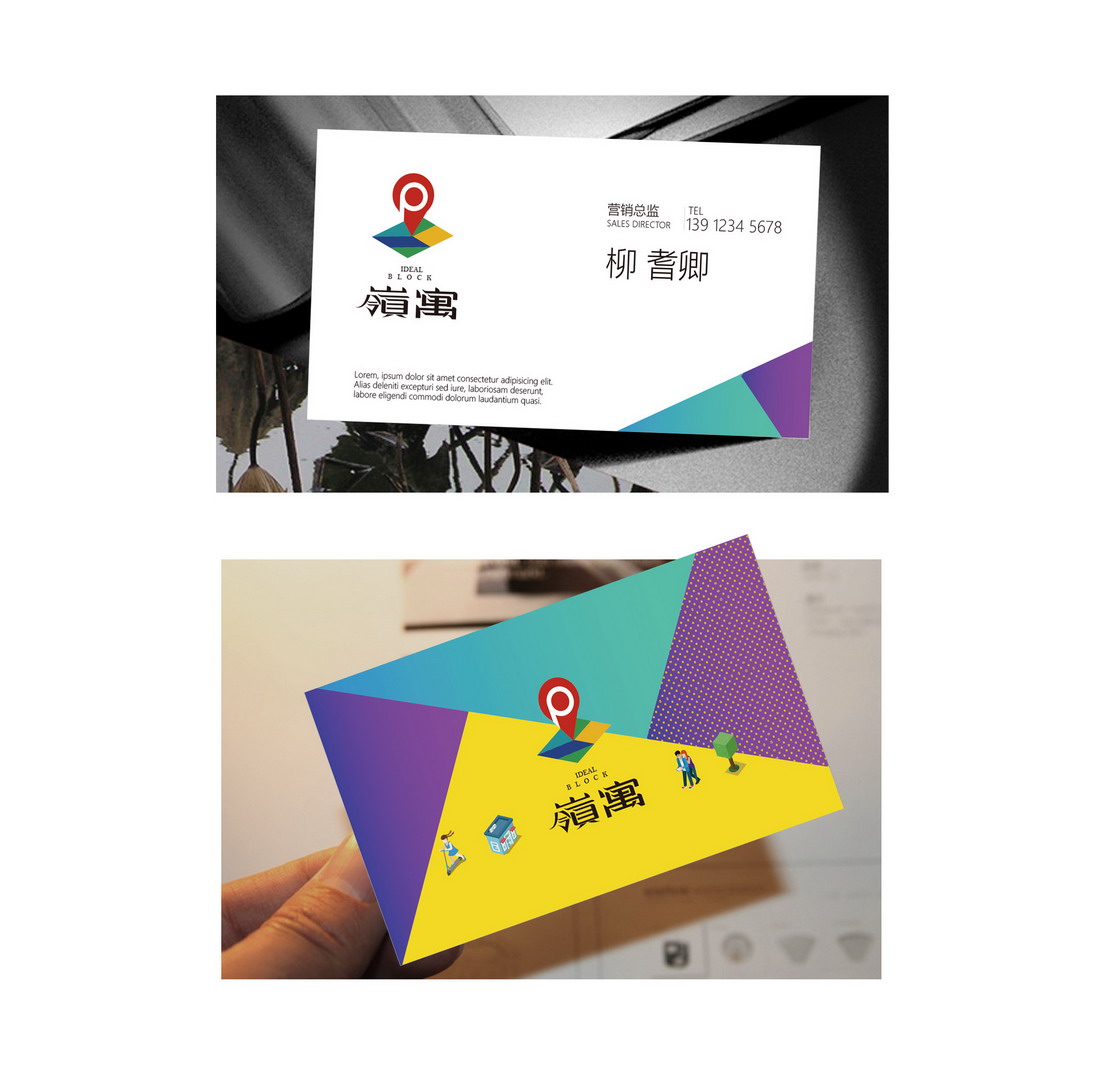 IDEAL
BLOCK
嶺寓
营销总监
SALES DIRECTOR
TEL
139 1234 5678
柳 耆卿
Lorem, ipsum dolor sit amet consectetur adipisicing elit.
Alias deleniti excepturi sed iure, laboriosam deserunt,
labore eligendi commodi dolorum laudantium quasi.
IDEAL
BLOCK
嶺寓